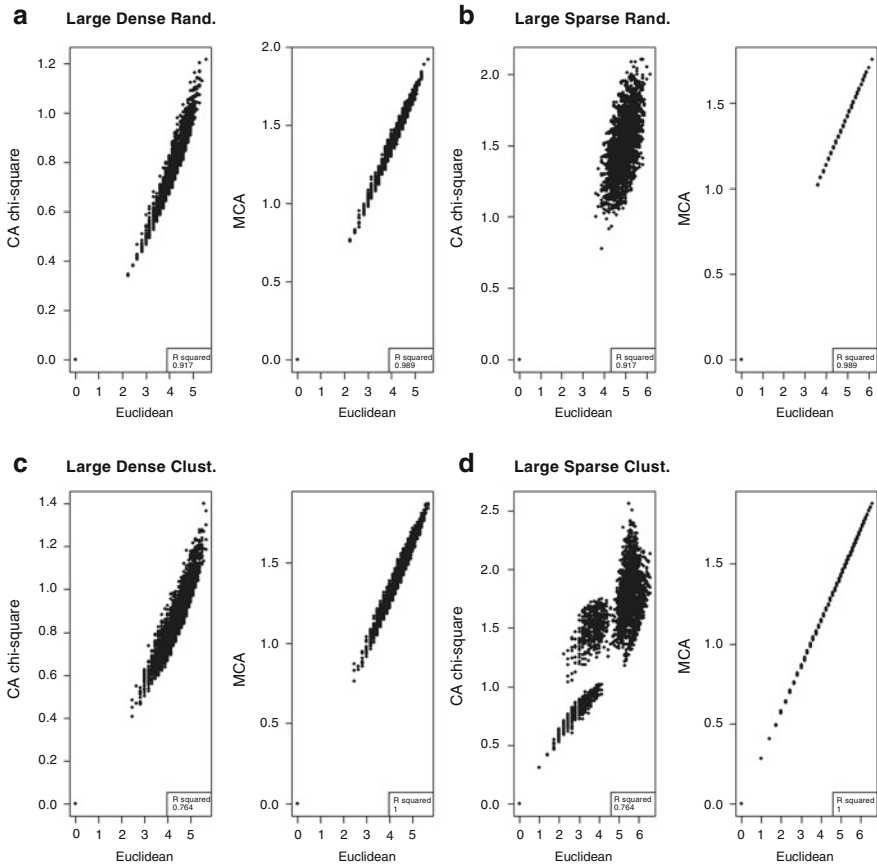 a Large Dense Rand.
CA chi-square
1.2
1.0
0.8
0.6
0.4
0.2
0.0
R squared
0.917
0 1 2 3 4 5
Euclidean
MCA
2.0
1.5
1.0
0.5
0.0
R squared
0.989
0 1 2 3 4 5
Euclidean
b Large Sparse Rand.
CA chi-square
2.0
1.5
1.0
0.5
0.0
R squared
0.917
0 1 2 3 4 5 6
Euclidean
MCA
1.5
1.0
0.5
0.0
R squared
0.989
0 1 2 3 4 5 6
Euclidean
c Large Dense Clust.
CA chi-square
1.4
1.2
1.0
0.8
0.6
0.4
0.2
0.0
R squared
0.764
0 1 2 3 4 5
Euclidean
MCA
1.5
1.0
0.5
0.0
R squared
1
0 1 2 3 4 5
Euclidean
d Large Sparse Clust.
CA chi-square
2.5
2.0
1.5
1.0
0.5
0.0
R squared
0.764
0 1 2 3 4 5 6
Euclidean
MCA
1.5
1.0
0.5
0.0
R squared
1
0 1 2 3 4 5 6
Euclidean